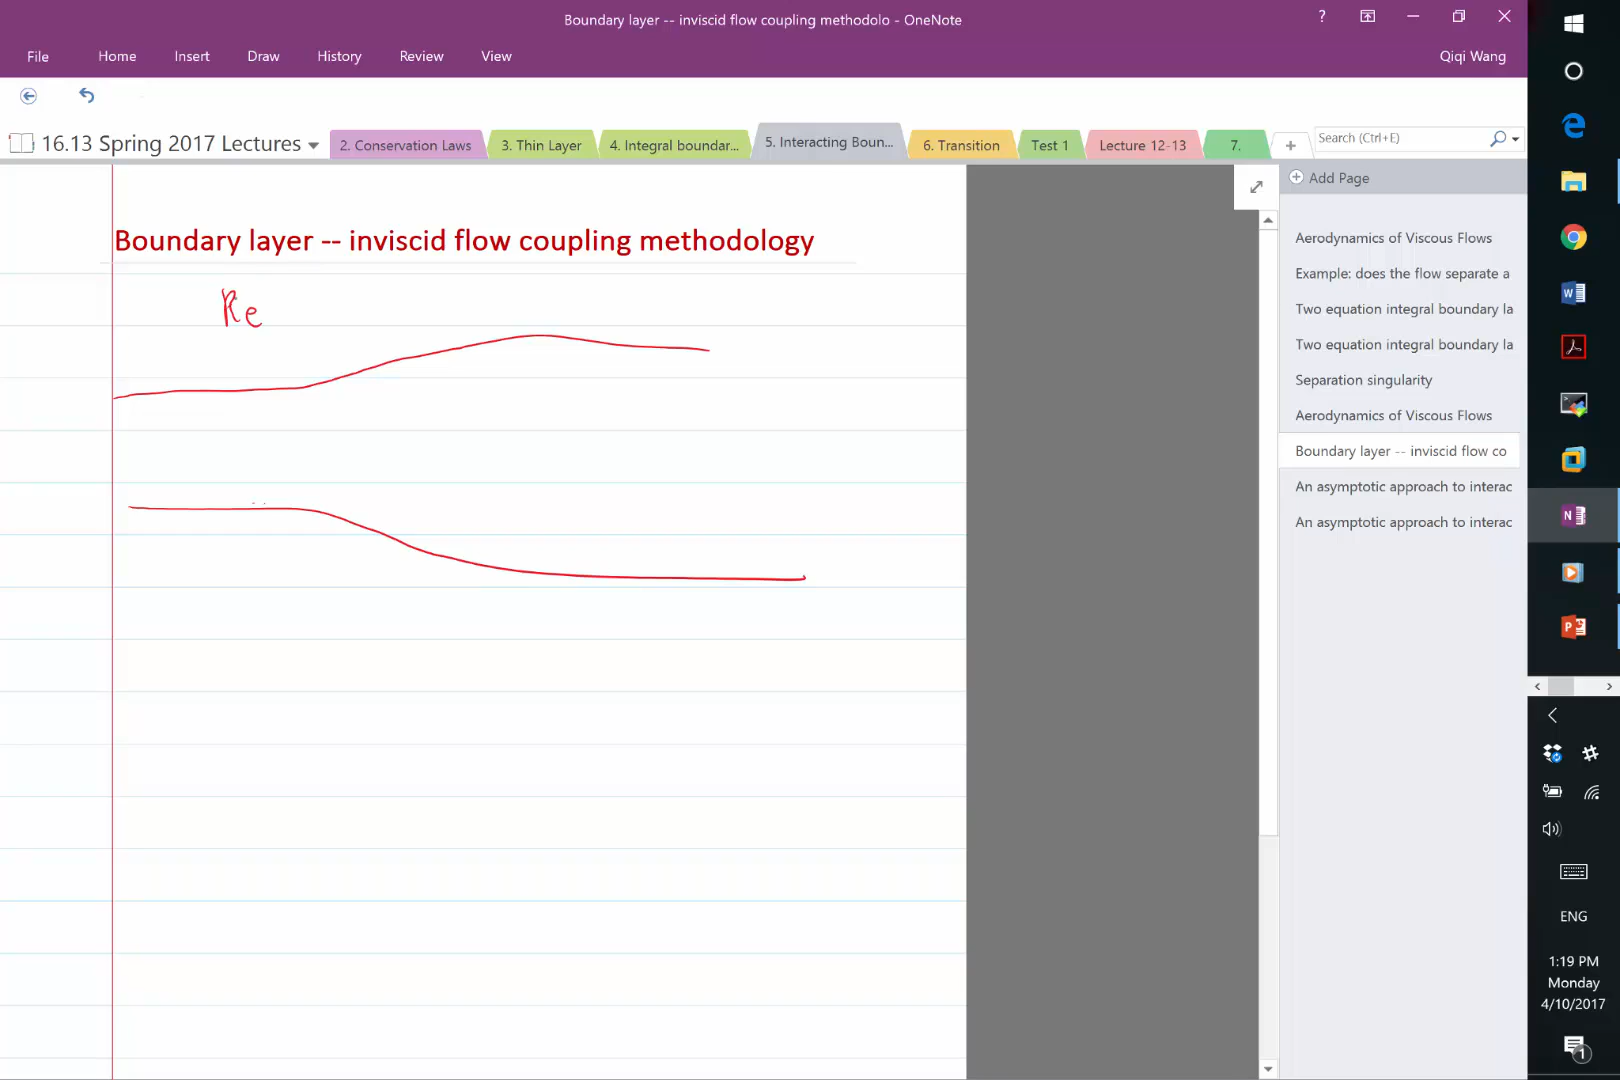 Boundary layer -- inviscid flow coupling methodolo - OneNote
?
File Home Insert Draw History Review View
Qiqi Wang
16.13 Spring 2017 Lectures
2. Conservation Laws
3. Thin Layer
4. Integral boundar...
5. Interacting Boun...
6. Transition
Test 1
Lecture 12-13
7.
Search (Ctrl+E)
Add Page
Boundary layer -- inviscid flow coupling methodology
Re
Aerodynamics of Viscous Flows
Example: does the flow separate a
Two equation integral boundary la
Two equation integral boundary la
Separation singularity
Aerodynamics of Viscous Flows
Boundary layer -- inviscid flow co
An asymptotic approach to interac
An asymptotic approach to interac
ENG
1:19 PM
Monday
4/10/2017
1